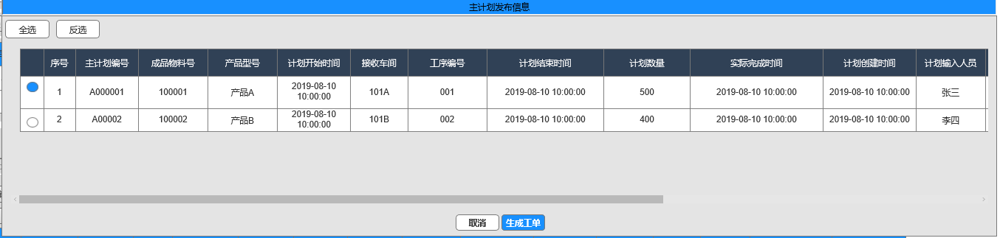 主计划发布信息
全选 反选
序号 主计划编号 成品物料号 产品型号 计划开始时间 接收车间 工序编号 计划结束时间 计划数量 实际完成时间 计划创建时间 计划输入人员
1 A000001 100001 产品A 2019-08-10 10:00:00 101A 001 2019-08-10 10:00:00 500 2019-08-10 10:00:00 2019-08-10 10:00:00 张三
2 A00002 100002 产品B 2019-08-10 10:00:00 101B 002 2019-08-10 10:00:00 400 2019-08-10 10:00:00 2019-08-10 10:00:00 李四
取消 生成工单